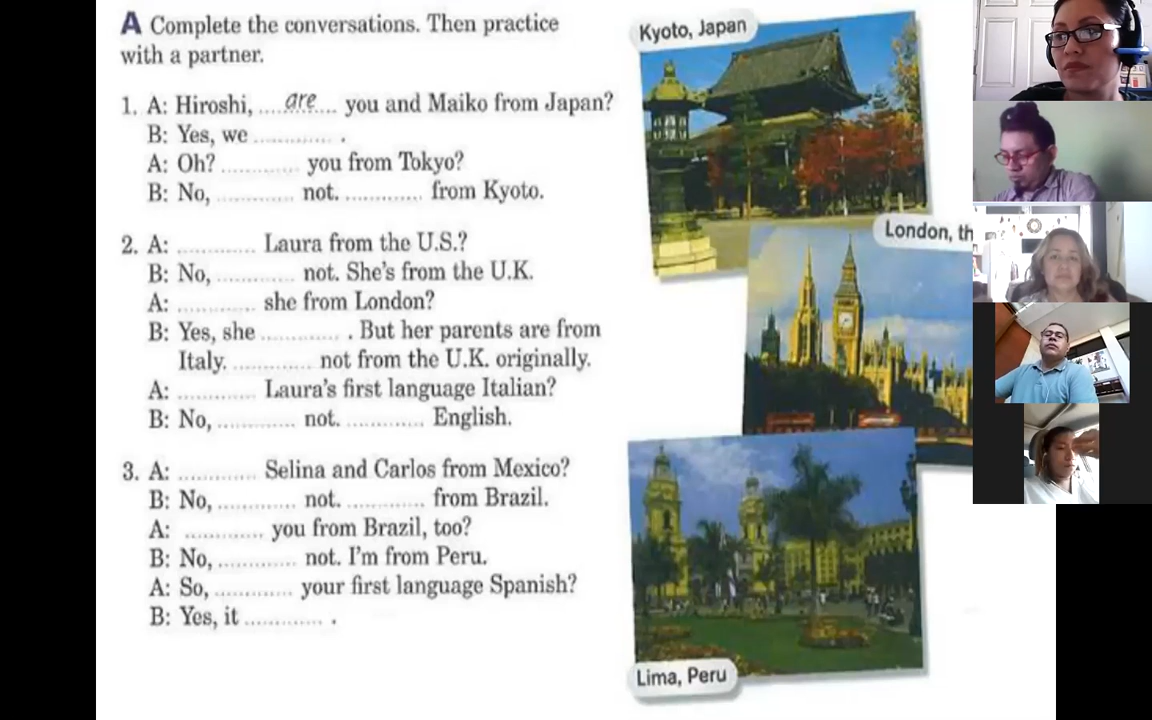 A Complete the conversations. Then practice
with a partner.
1. A: Hiroshi, ....are.... you and Maiko from Japan?
B: Yes, we ............. .
A: Oh? ............. you from Tokyo?
B: No, ............. not. ............. from Kyoto.
2. A: ............. Laura from the U.S.?
B: No, ............. not. She's from the U.K.
A: ............. she from London?
B: Yes, she ............. . But her parents are from
Italy. ............. not from the U.K. originally.
A: ............. Laura's first language Italian?
B: No, ............. not. ............. English.
3. A: ............. Selina and Carlos from Mexico?
B: No, ............. not. ............. from Brazil.
A: ............. you from Brazil, too?
B: No, ............. not. I'm from Peru.
A: So, ............. your first language Spanish?
B: Yes, it ............. .
Kyoto, Japan
London, th
Lima, Peru